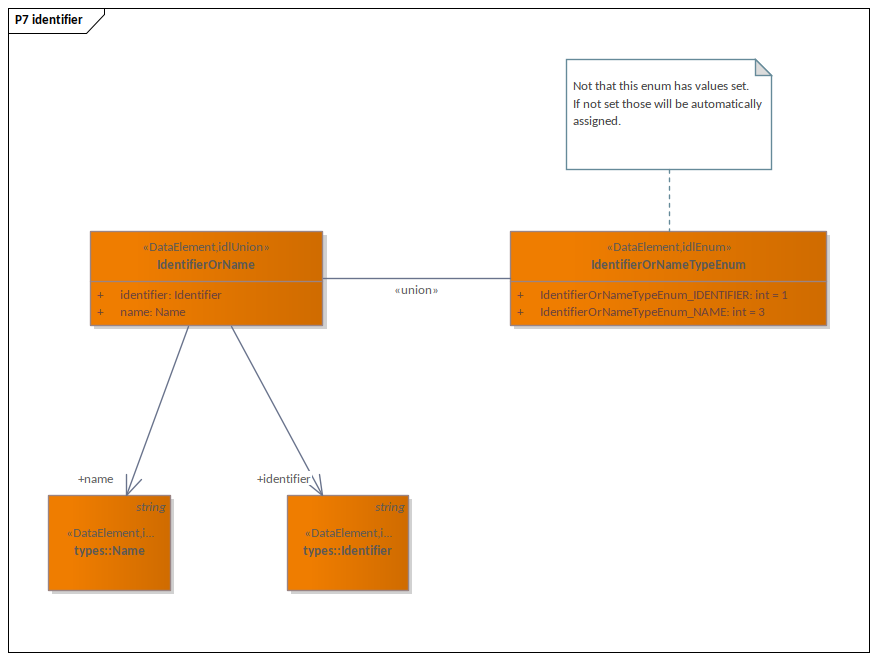 P7 identifier
Not that this enum has values set.
If not set those will be automatically
assigned.
«DataElement,idlUnion»
IdentifierOrName
+ identifier: Identifier
+ name: Name
«union»
«DataElement,idlEnum»
IdentifierOrNameTypeEnum
+ IdentifierOrNameTypeEnum_IDENTIFIER: int = 1
+ IdentifierOrNameTypeEnum_NAME: int = 3
+name
+identifier
string
«DataElement,i...
types::Name
string
«DataElement,i...
types::Identifier